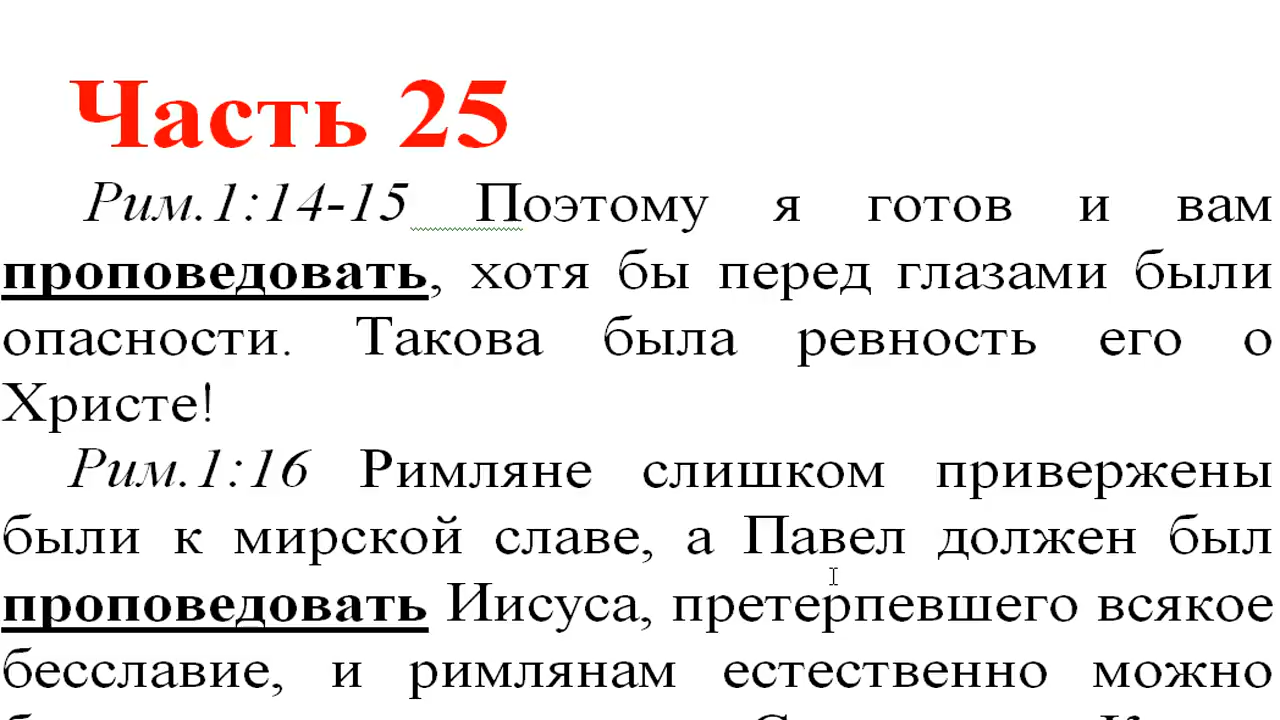 Часть 25
Рим.1:14-15 Поэтому я готов и вам
проповедовать, хотя бы перед глазами были
опасности. Такова была ревность его о
Христе!
Рим.1:16 Римляне слишком привержены
были к мирской славе, а Павел должен был
проповедовать Иисуса, претерпевшего всякое
бесславие, и римлянам естественно можно